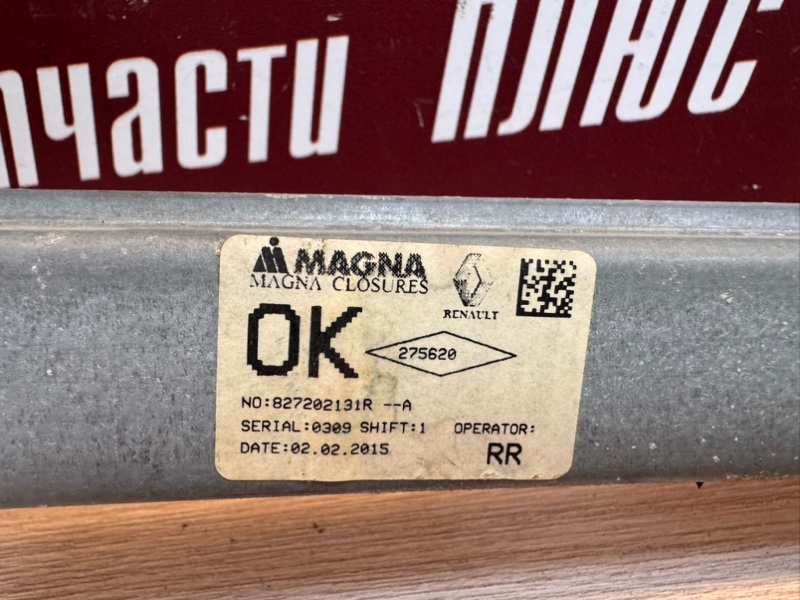 пчасти ПЛЮС
MAGNA
MAGNA CLOSURES
RENAULT
OK
275620
NO:827202131R --A
SERIAL:0309 SHIFT:1 OPERATOR:
DATE:02.02.2015 RR